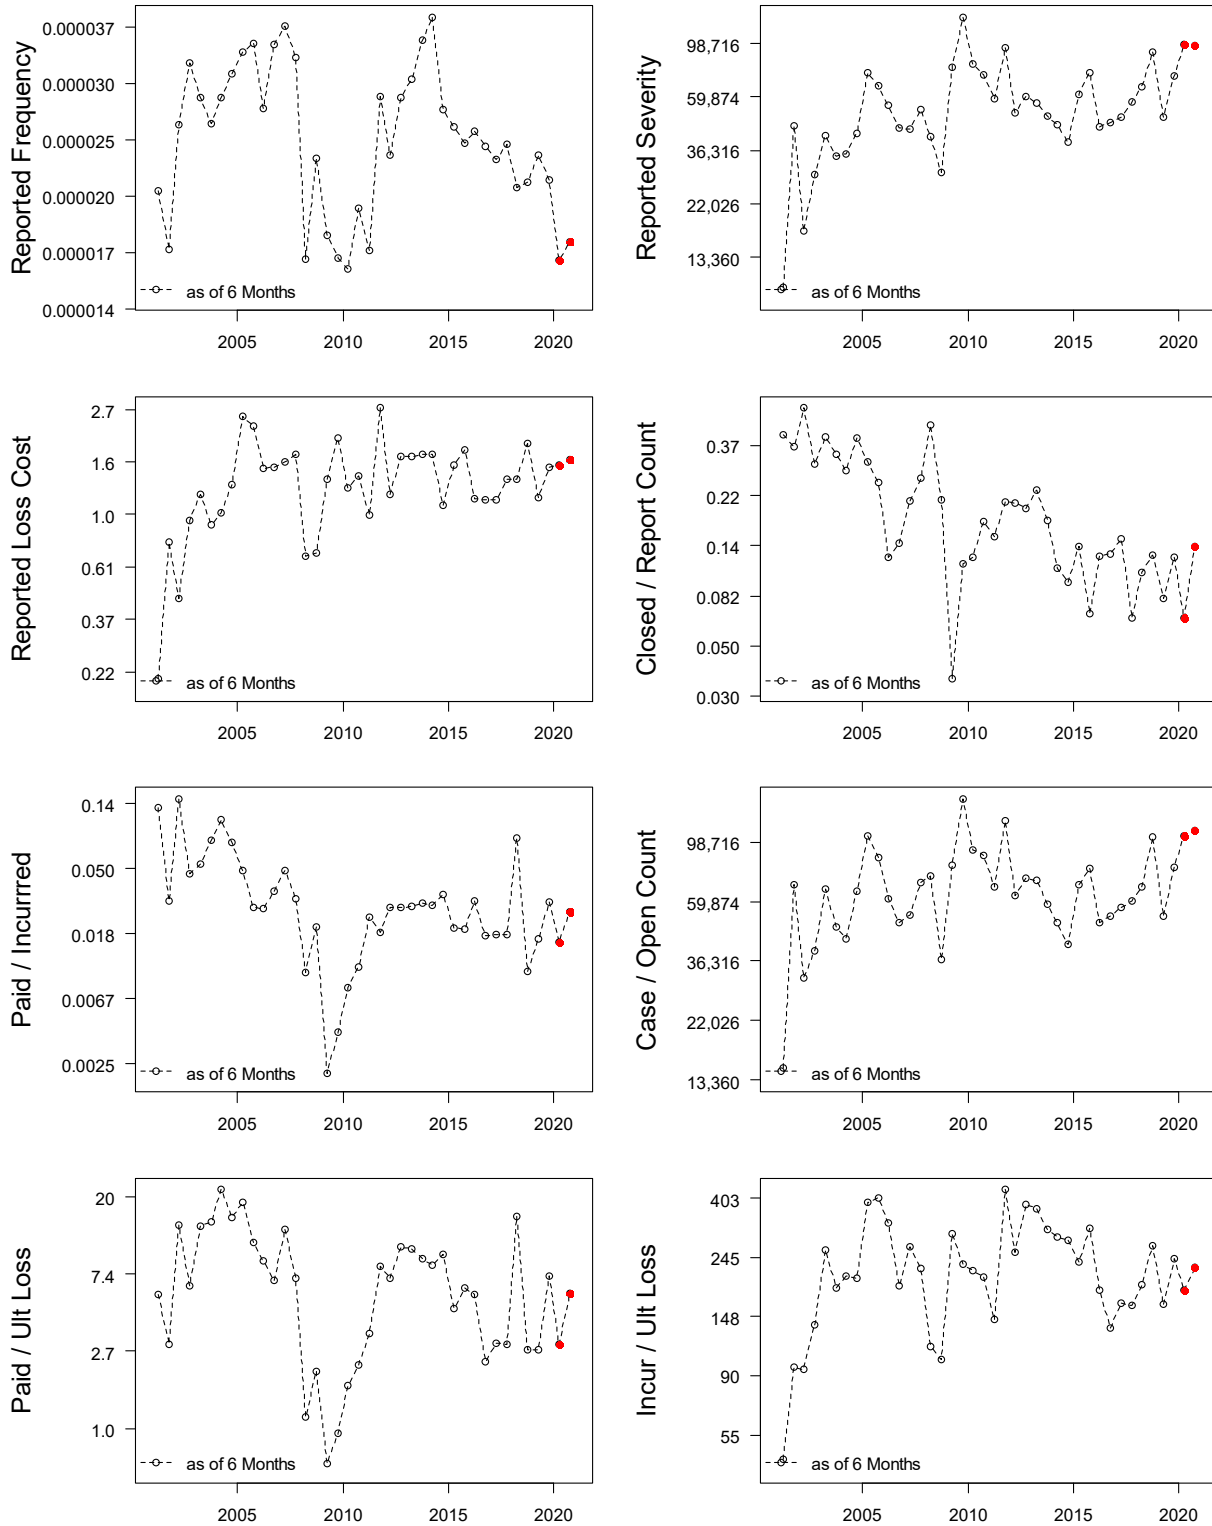 Reported Frequency
0.000037
0.000030
0.000025
0.000020
0.000017
0.000014
as of 6 Months
2005 2010 2015 2020
Reported Severity
98,716
59,874
36,316
22,026
13,360
as of 6 Months
2005 2010 2015 2020
Reported Loss Cost
2.7
1.6
1.0
0.61
0.37
0.22
as of 6 Months
2005 2010 2015 2020
Closed / Report Count
0.37
0.22
0.14
0.082
0.050
0.030
as of 6 Months
2005 2010 2015 2020
Paid / Incurrred
0.14
0.050
0.018
0.0067
0.0025
as of 6 Months
2005 2010 2015 2020
Case / Open Count
98,716
59,874
36,316
22,026
13,360
as of 6 Months
2005 2010 2015 2020
Paid / Ult Loss
20
7.4
2.7
1.0
as of 6 Months
2005 2010 2015 2020
Incur / Ult Loss
403
245
148
90
55
as of 6 Months
2005 2010 2015 2020